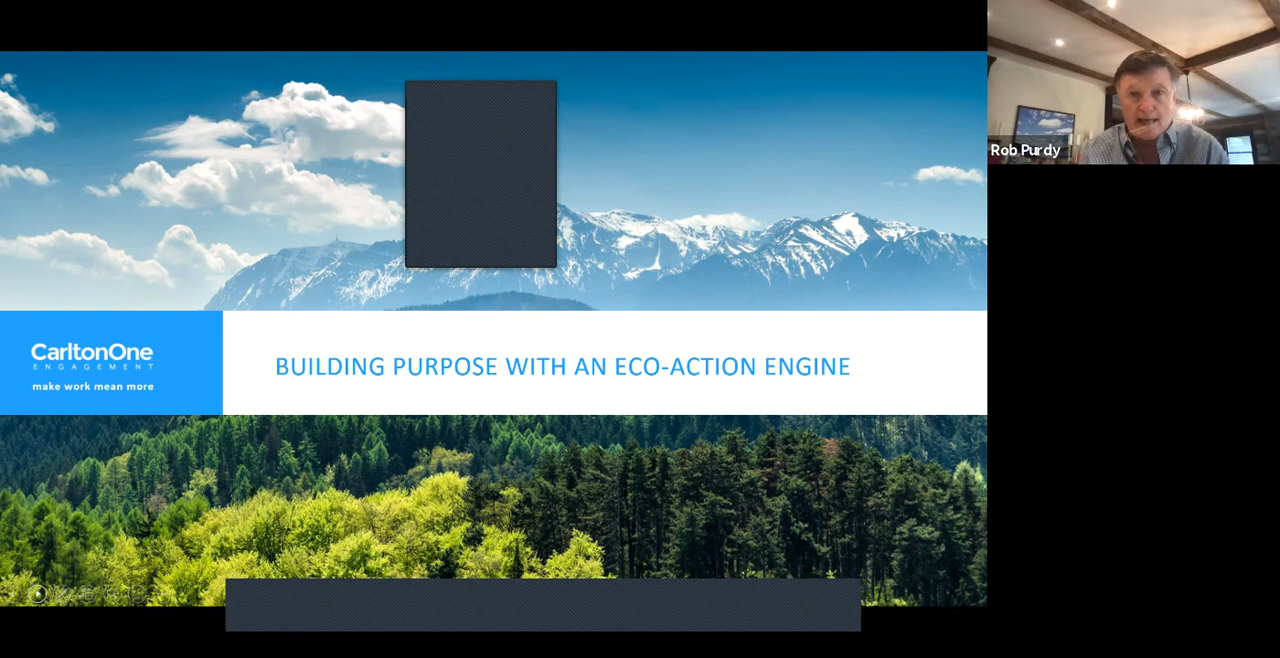 CarltonOne
ENGAGEMENT
make work mean more
BUILDING PURPOSE WITH AN ECO-ACTION ENGINE
Rob Purdy